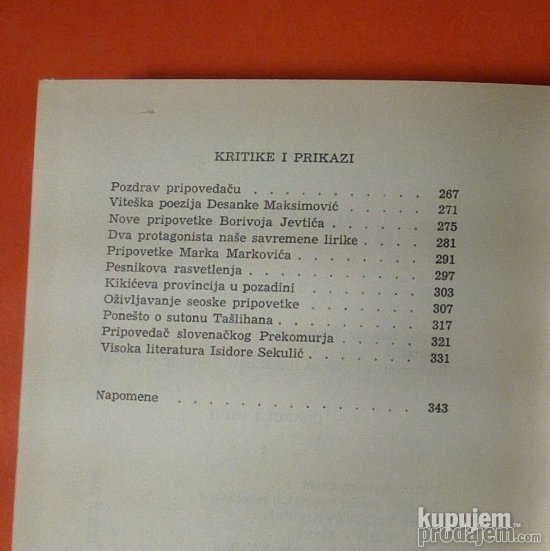 KRITIKE I PRIKAZI
Pozdrav pripovedaču . . . . . . . . . . . 267
Viteška poezija Desanke Maksimović . . . . . . 271
Nove pripovetke Borivoja Jevtića . . . . . . . 275
Dva protagonista naše savremene lirike . . . . . 281
Pripovetke Marka Markovića . . . . . . . . . 291
Pesnikova rasvetlenja . . . . . . . . . . . 297
Kikićeva provincija u pozadini . . . . . . . . 303
Oživljavanje seoske pripovetke . . . . . . . . 307
Ponešto o sutonu Tašlihana . . . . . . . . . 317
Pripovedač slovenačkog Prekomurja . . . . . . 321
Visoka literatura Isidore Sekulić . . . . . . . . 331
Napomene . . . . . . . . . . . . . . . 343
kupujem™
prodajem.com